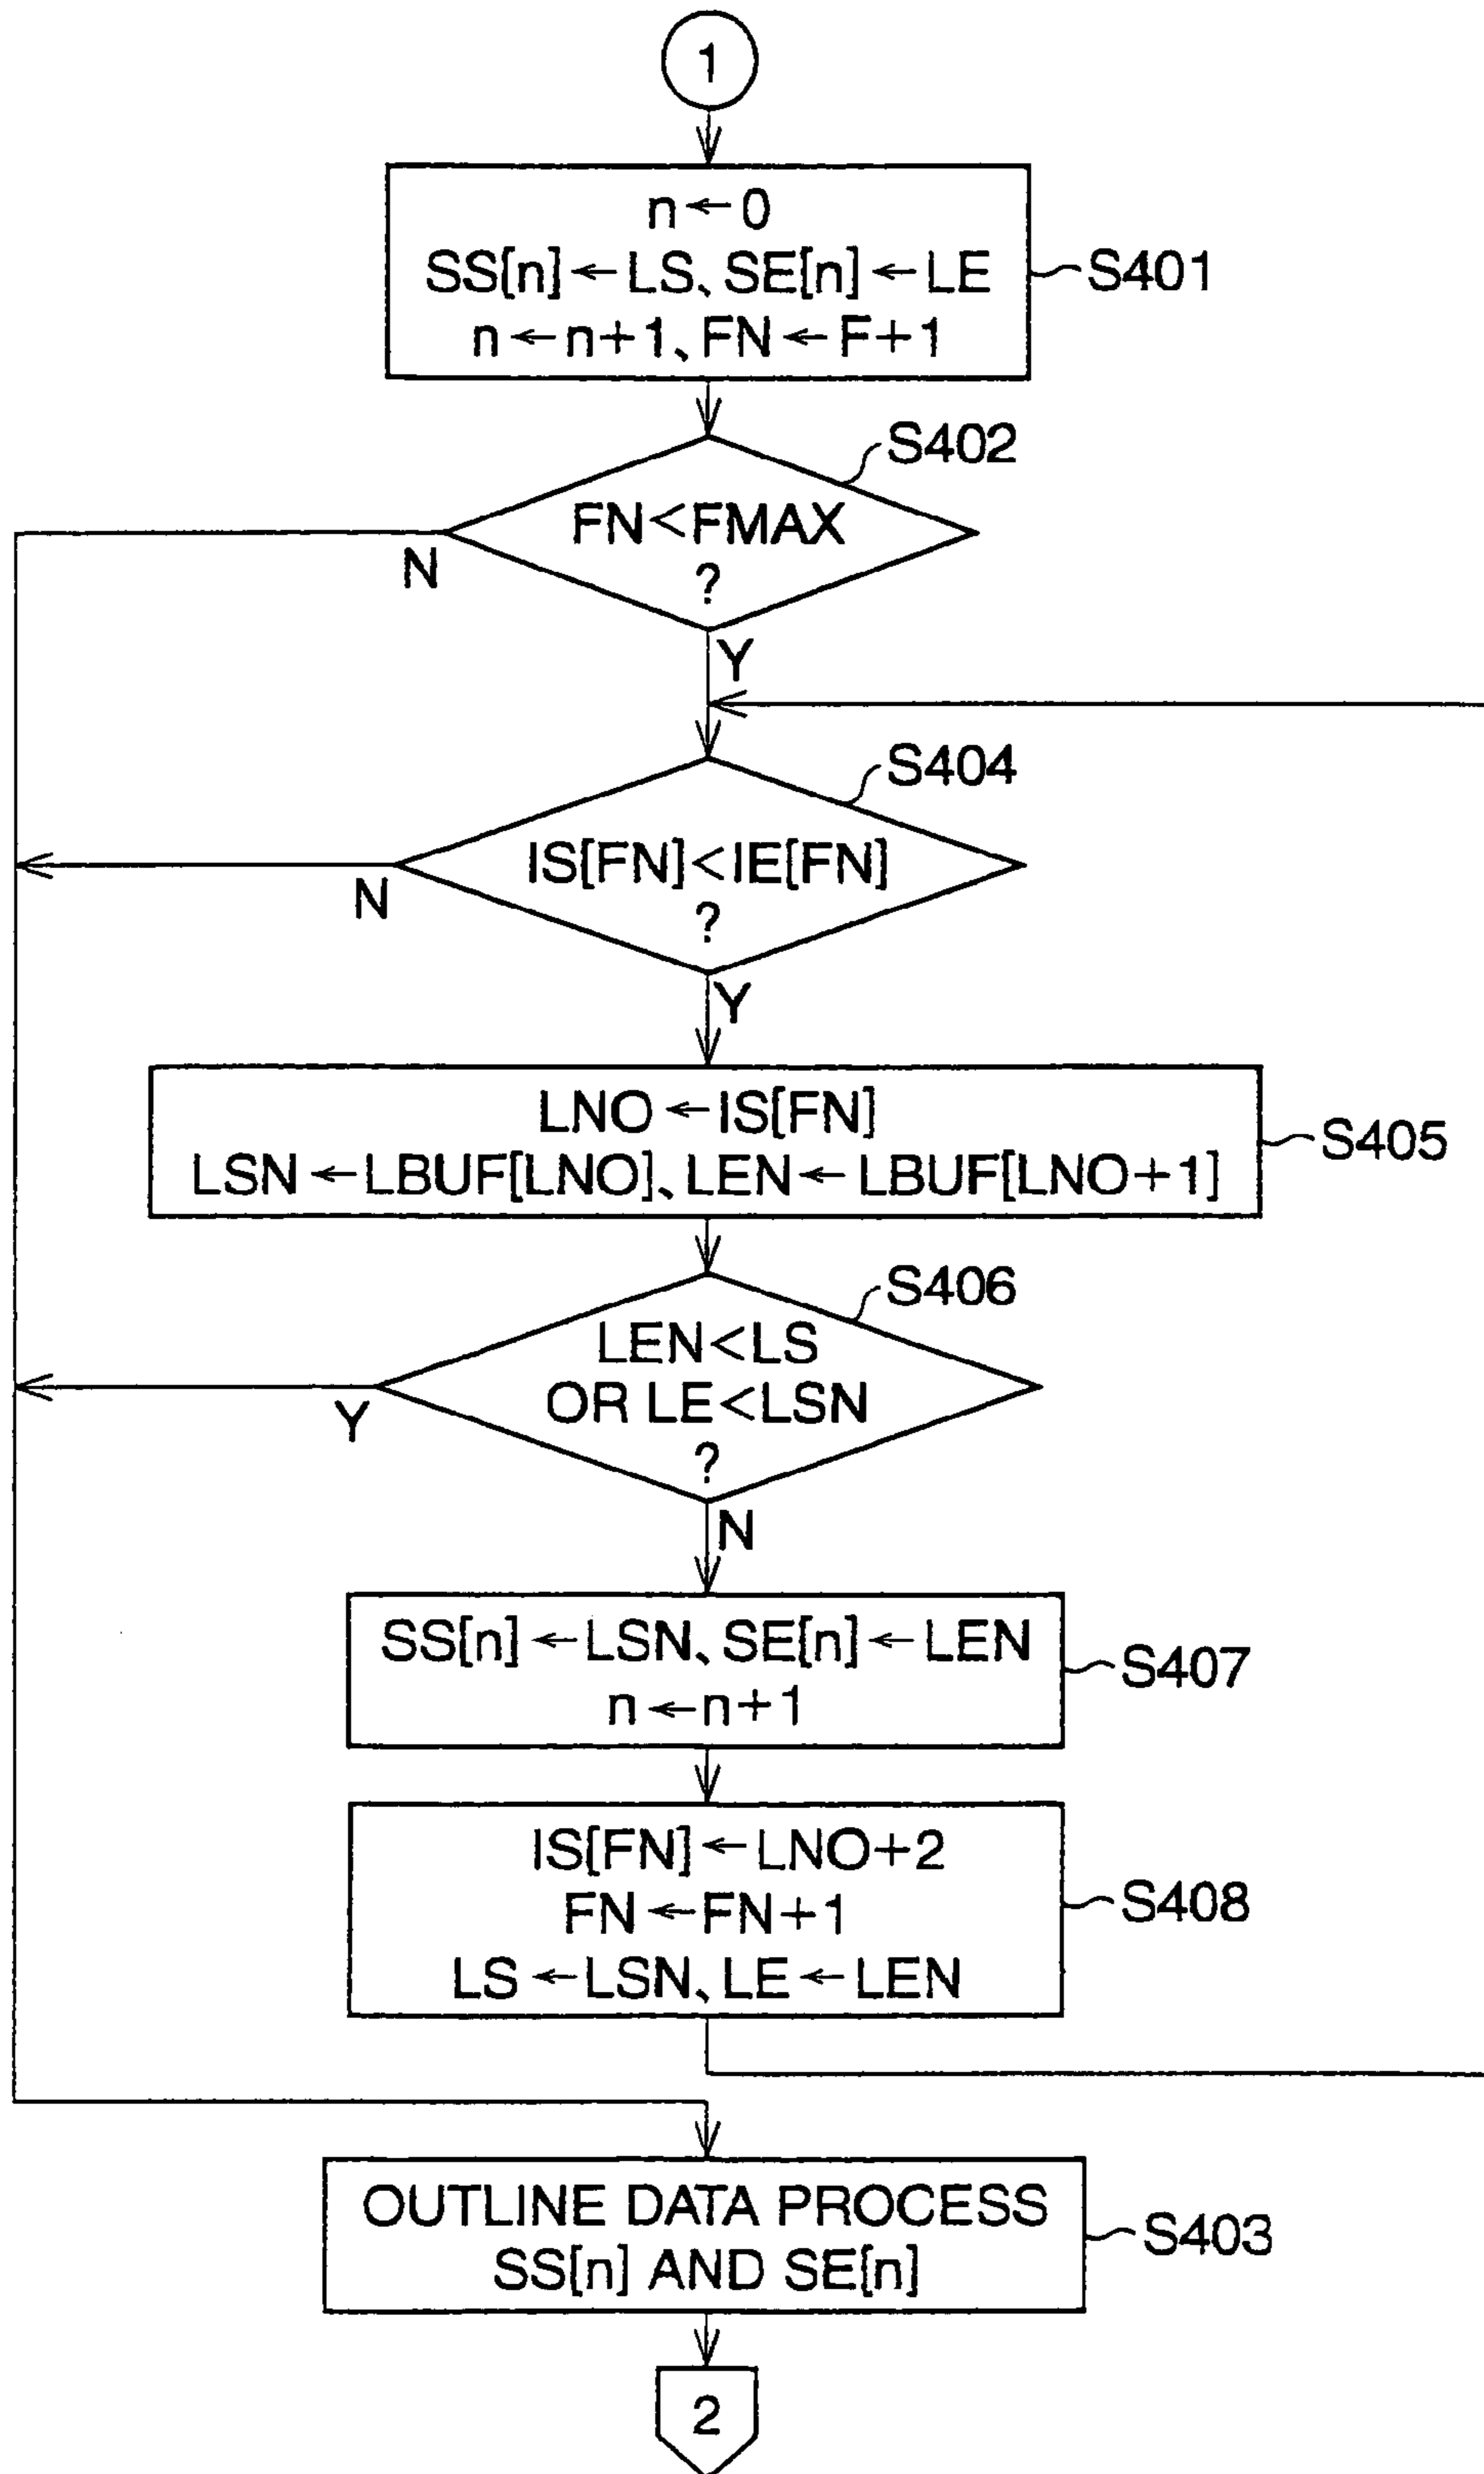 1
n←0
SS[n]←LS、SE[n]←LE
n←n+1、FN←F+1
S401
S402
FN<FMAX
?
N
Y
S404
IS[FN]<IE[FN]
?
N
Y
LNO←IS[FN]
LSN←LBUF[LNO]、LEN←LBUF[LNO+1]
S405
S406
LEN<LS
OR LE<LSN
?
Y
N
SS[n]←LSN、SE[n]←LEN
n←n+1
S407
IS[FN]←LNO+2
FN←FN+1
LS←LSN、LE←LEN
S408
OUTLINE DATA PROCESS
SS[n] AND SE[n]
S403
2